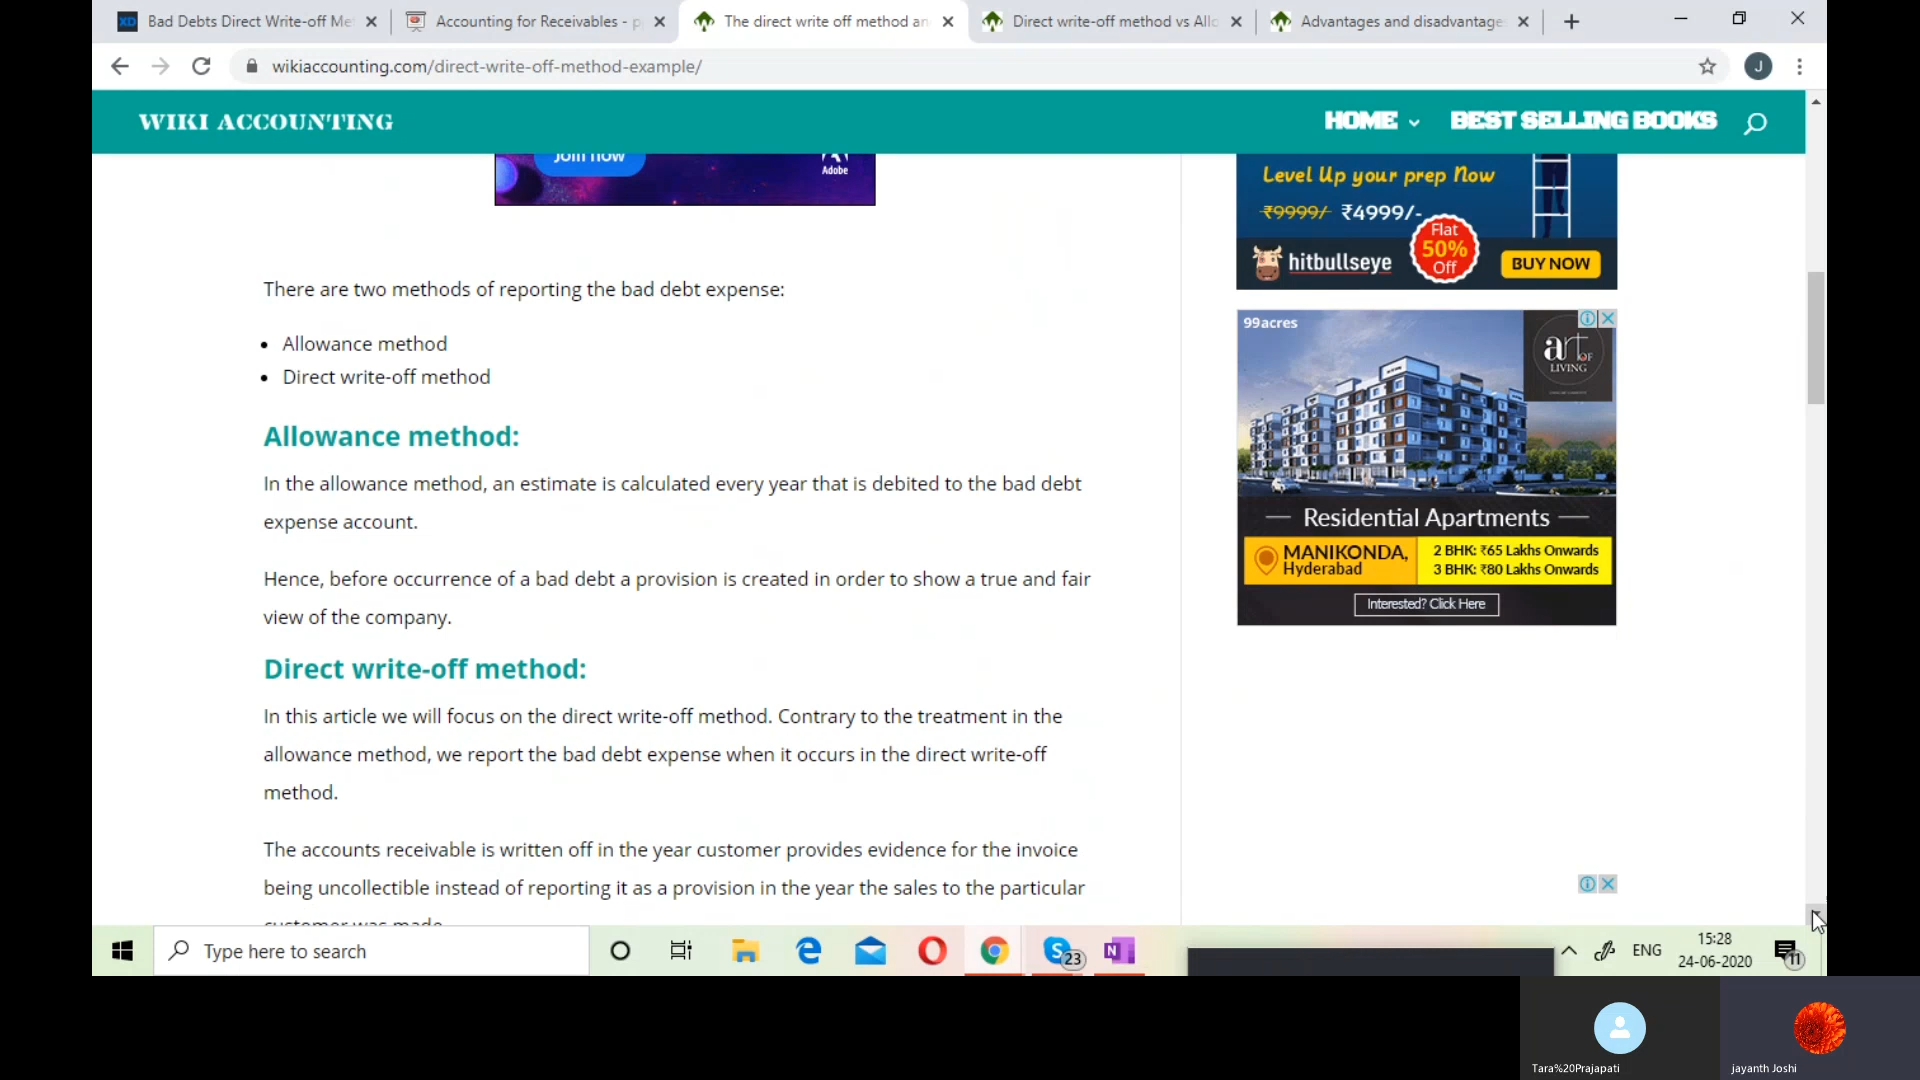 Bad Debts Direct Write-off Me
Accounting for Receivables - p
The direct write off method an
Direct write-off method vs Allo
Advantages and disadvantage
wikiaccounting.com/direct-write-off-method-example/
J
WIKI ACCOUNTING
HOME
BEST SELLING BOOKS
Join now
Adobe
There are two methods of reporting the bad debt expense:
• Allowance method
• Direct write-off method
Allowance method:
In the allowance method, an estimate is calculated every year that is debited to the bad debt
expense account.
Hence, before occurrence of a bad debt a provision is created in order to show a true and fair
view of the company.
Direct write-off method:
In this article we will focus on the direct write-off method. Contrary to the treatment in the
allowance method, we report the bad debt expense when it occurs in the direct write-off
method.
The accounts receivable is written off in the year customer provides evidence for the invoice
being uncollectible instead of reporting it as a provision in the year the sales to the particular
customer was made
Level Up your prep Now
₹9999/- ₹4999/-
Flat
50%
Off
hitbullseye
BUY NOW
99acres
art OF
LIVING
Residential Apartments
MANIKONDA,
Hyderabad
2 BHK: ₹65 Lakhs Onwards
3 BHK: ₹80 Lakhs Onwards
Interested? Click Here
Type here to search
23
N
ENG
15:28
24-06-2020
11
Tara%20Prajapati
jayanth Joshi